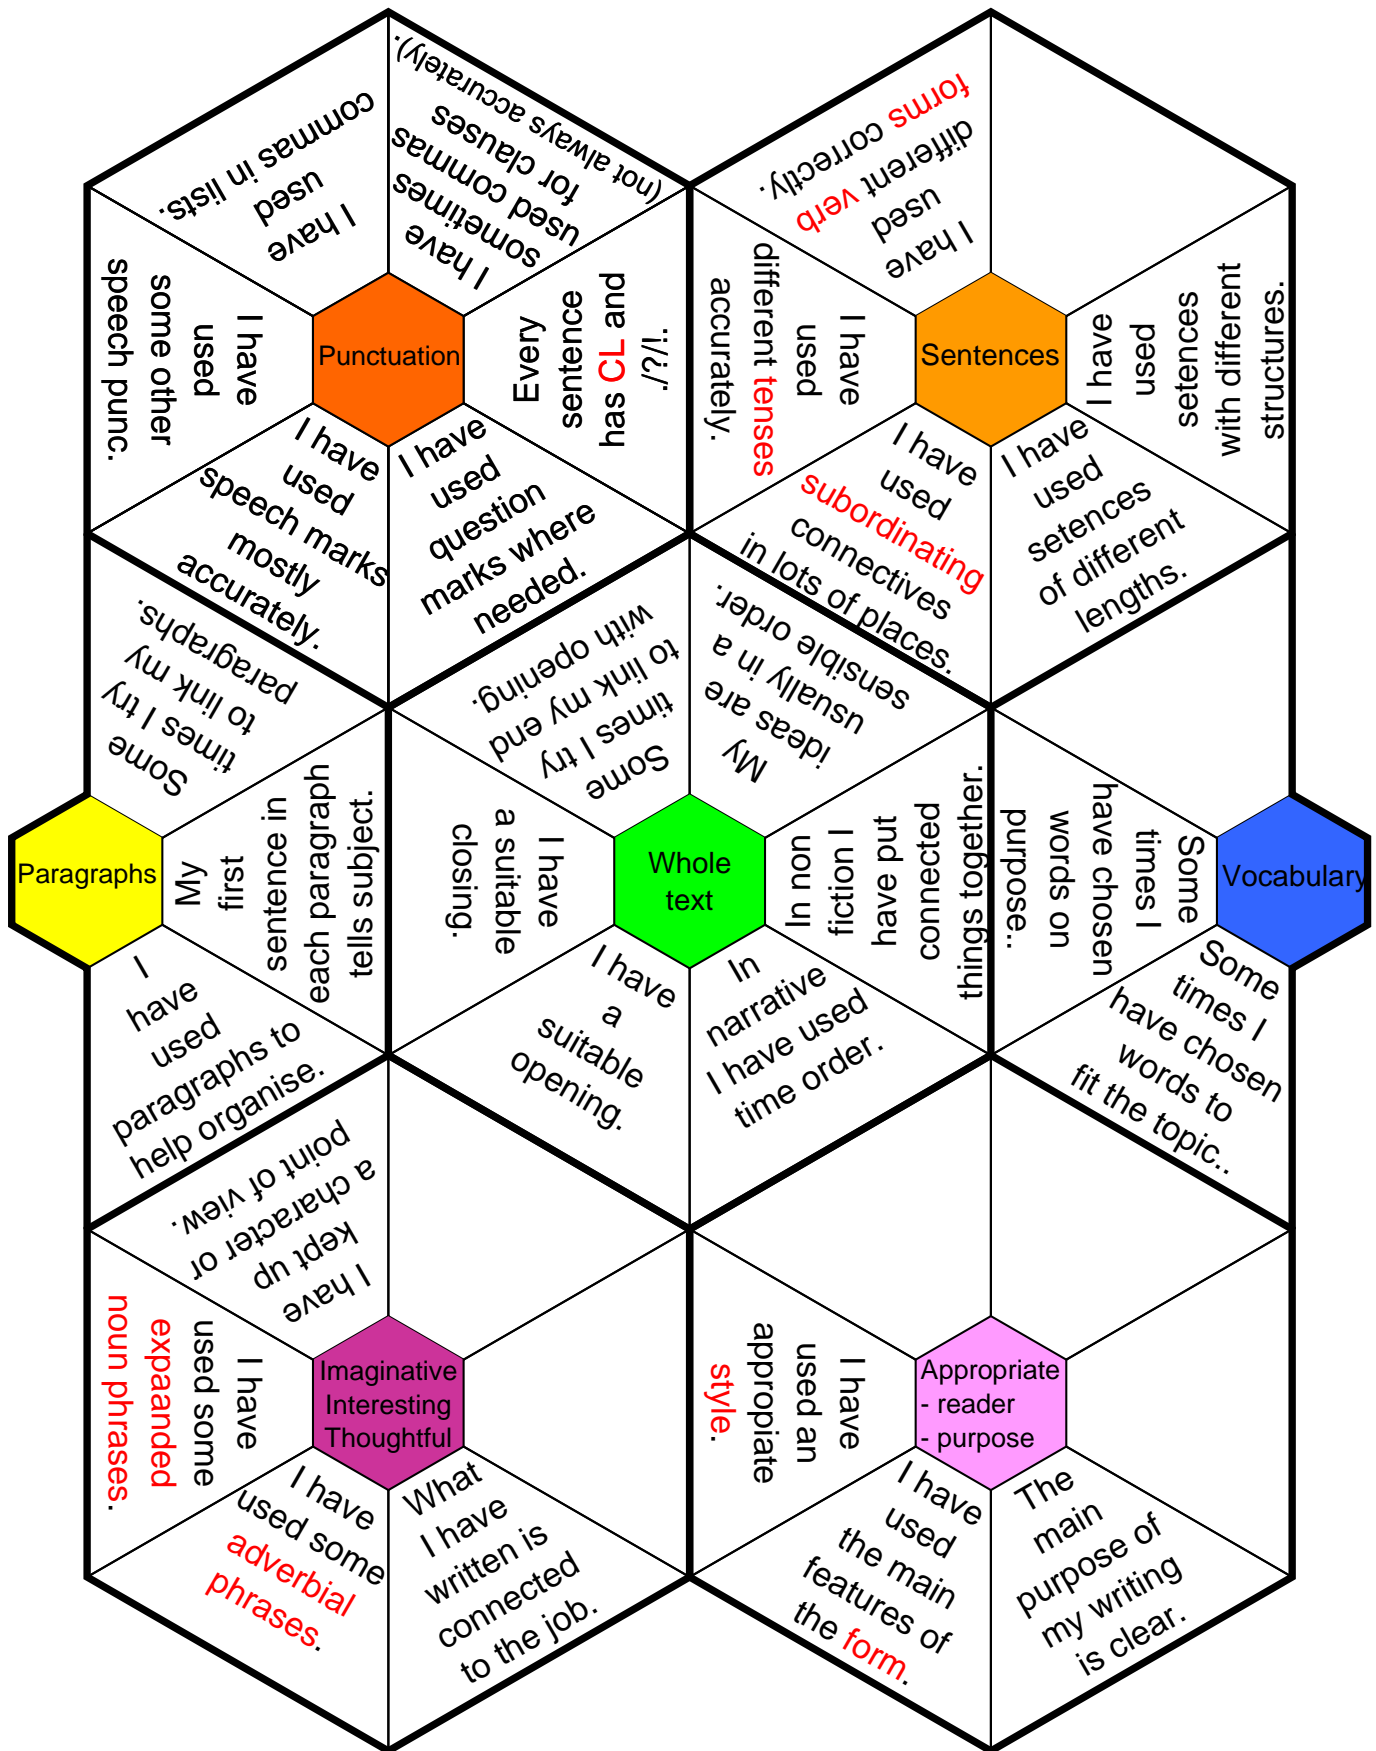 Punctuation
I have
used
commas in lists.
I have
sometimes
used commas
for clauses
(not always accurately).
Every
sentence
has CL and
./?/!.
I have
used
question
marks where
needed.
I have
used
speech marks
mostly
accurately.
I have
used
some other
speech punc.
Sentences
I have
used
different verb
forms correctly.
I have
used
setences
with different
structures.
I have
used
setences
of different
lengths.
I have
used
subordinating
connectives
in lots of places.
I have
used
different tenses
accurately.
Paragraphs
Some
times I try
to link my
paragraphs.
My
first
sentence in
each paragraph
tells subject.
I
have
used
paragraphs to
help organise.
Whole
text
Some
times I try
to link my end
with opening.
My
ideas are
usually in a
sensible order.
In non
fiction I
have put
connected
things together.
In
narrative
I have used
time order.
I have
a
suitable
opening.
I have
a suitable
closing.
Vocabulary
Some
times I
have chosen
words on
purpose..
Some
times I
have chosen
words to
fit the topic..
Imaginative
Interesting
Thoughtful
I have
kept up
a character or
point of view.
What
I have
written is
connected
to the job.
I have
used some
adverbial
phrases.
I have
used some
expaanded
noun phrases.
Appropriate
- reader
- purpose
The
main
purpose of
my writing
is clear.
I have
used
the main
features of
the form.
I have
used an
appropiate
style.